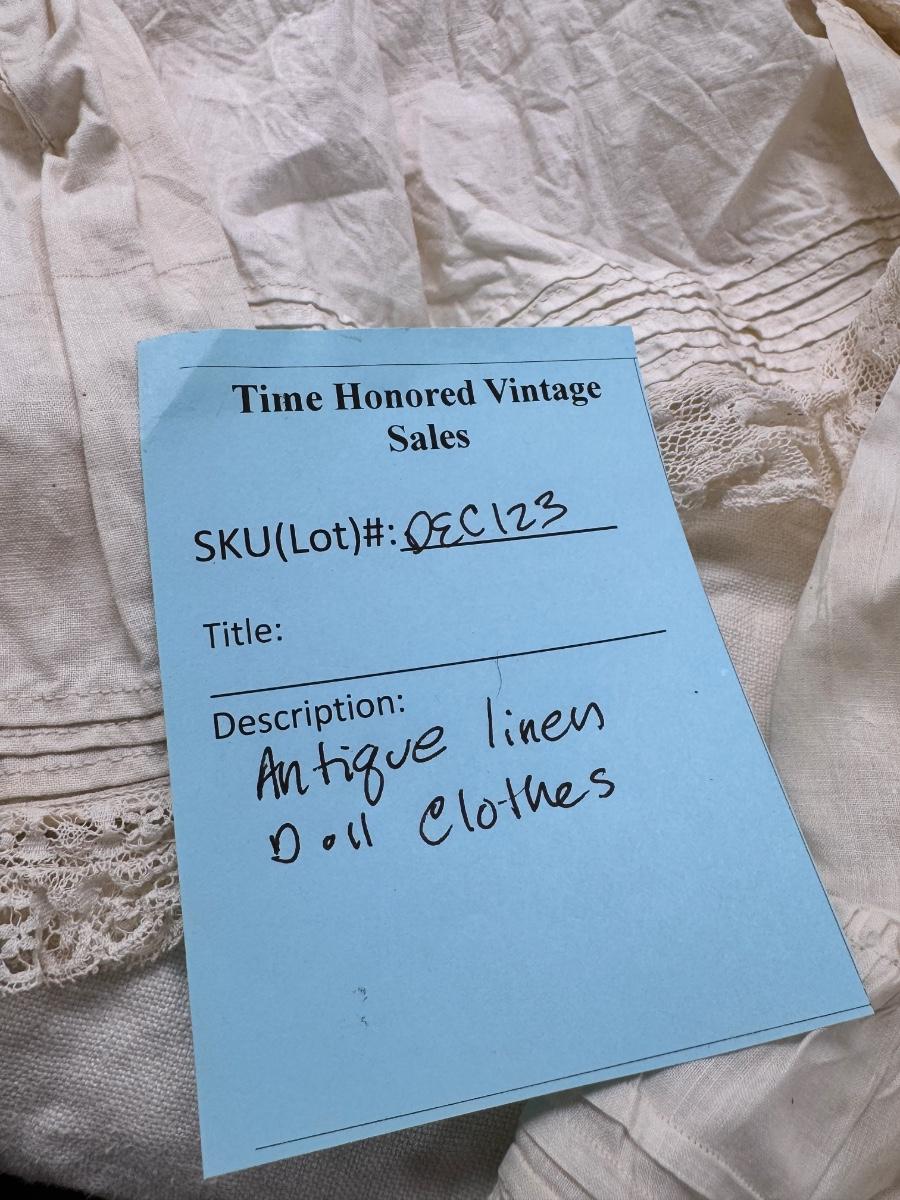 Time Honored Vintage
Sales
SKU(Lot)#: DEC123
Title:
Description:
Antique linen
Doll Clothes